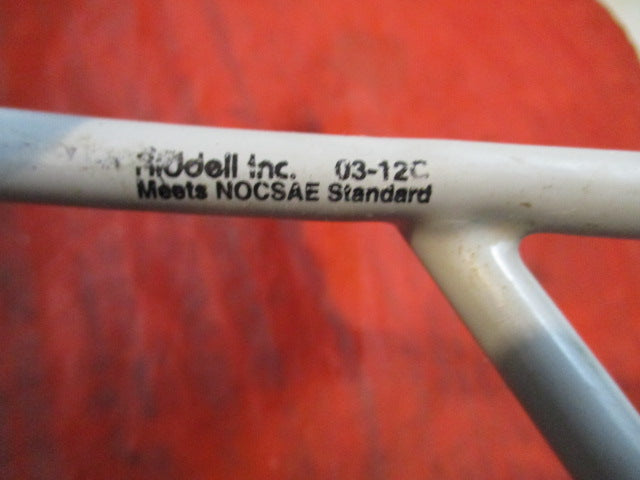 Riddell Inc. 03-12C
Meets NOCSAE Standard